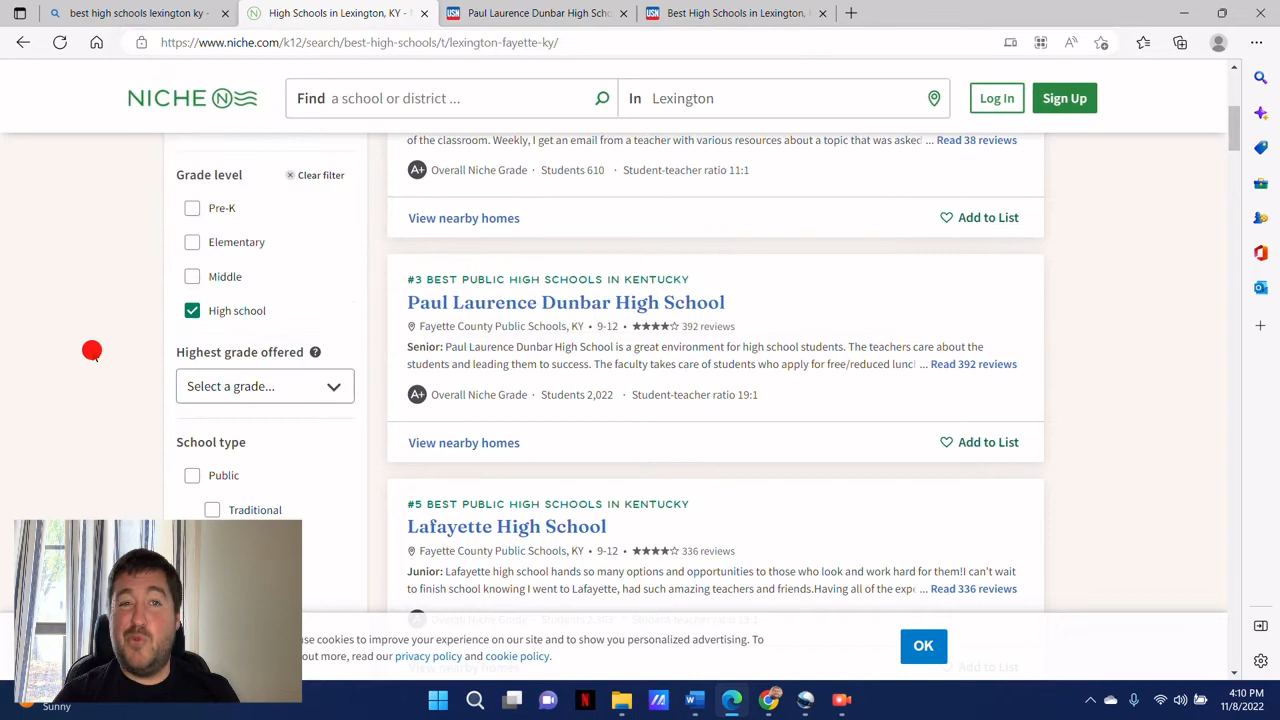 best high schools lexington ky -
High Schools in Lexington, KY -
Paul Laurence Dunbar High Scho
Best High Schools in Lexington,
https://www.niche.com/k12/search/best-high-schools/t/lexington-fayette-ky/
NICHE
Find a school or district ...
In Lexington
Log In
Sign Up
of the classroom. Weekly, I get an email from a teacher with various resources about a topic that was asked ... Read 38 reviews
A+ Overall Niche Grade · Students 610 · Student-teacher ratio 11:1
View nearby homes
Add to List
Grade level
Clear filter
Pre-K
Elementary
Middle
High school
Highest grade offered ?
Select a grade...
School type
Public
Traditional
#3 BEST PUBLIC HIGH SCHOOLS IN KENTUCKY
Paul Laurence Dunbar High School
Fayette County Public Schools, KY • 9-12 • ★★★★☆ 392 reviews
Senior: Paul Laurence Dunbar High School is a great environment for high school students. The teachers care about the
students and leading them to success. The faculty takes care of students who apply for free/reduced lunc ... Read 392 reviews
A+ Overall Niche Grade · Students 2,022 · Student-teacher ratio 19:1
View nearby homes
Add to List
#5 BEST PUBLIC HIGH SCHOOLS IN KENTUCKY
Lafayette High School
Fayette County Public Schools, KY • 9-12 • ★★★★☆ 336 reviews
Junior: Lafayette high school hands so many options and opportunities to those who look and work hard for them!I can't wait
to finish school knowing I went to Lafayette, had such amazing teachers and friends.Having all of the expe ... Read 336 reviews
use cookies to improve your experience on our site and to show you personalized advertising. To
out more, read our privacy policy and cookie policy.
OK
Sunny
4:10 PM
11/8/2022